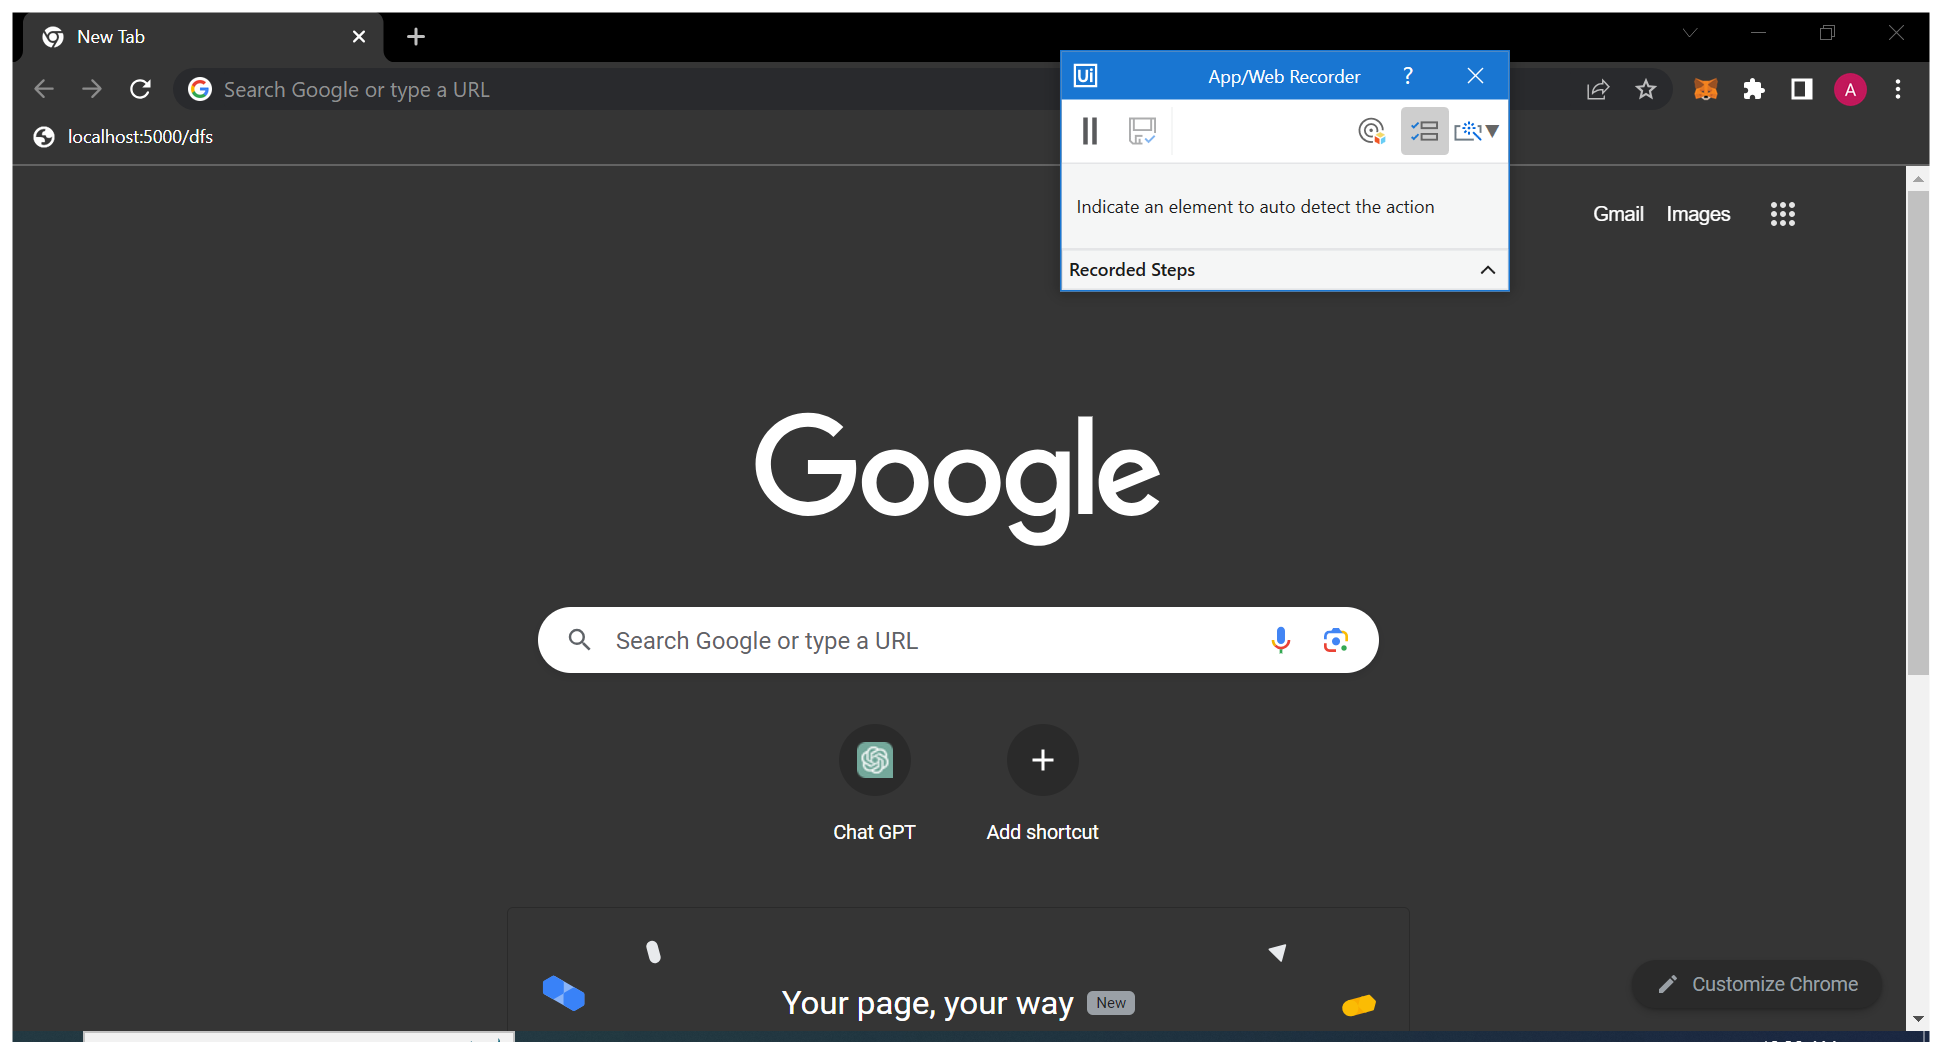 New Tab
Search Google or type a URL
localhost:5000/dfs
Ui
App/Web Recorder
?
A
Indicate an element to auto detect the action
Recorded Steps
Gmail
Images
Google
Search Google or type a URL
Chat GPT
Add shortcut
Your page, your way
New
Customize Chrome